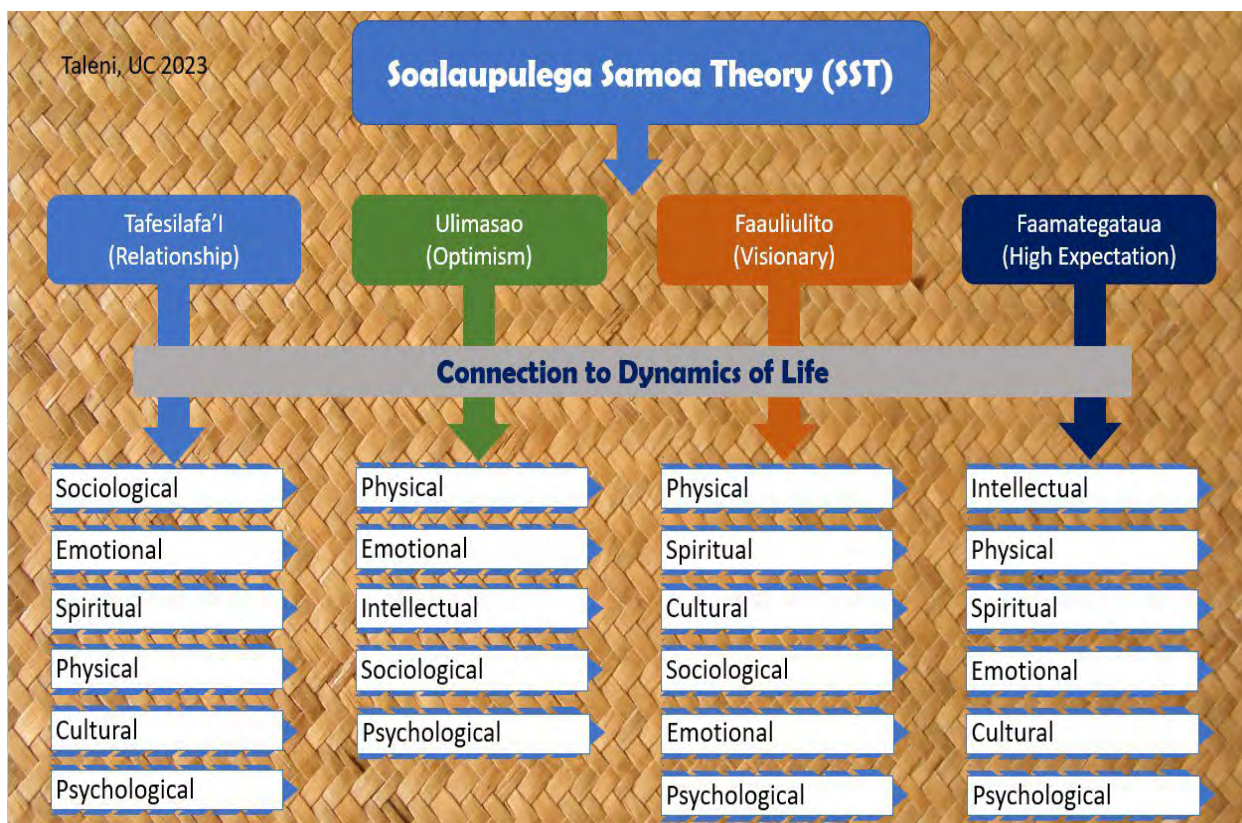 Taleni, UC 2023
Soalaupulega Samoa Theory (SST)
Tafesilafa’I
(Relationship)
Ulimasao
(Optimism)
Faauliulito
(Visionary)
Faamategataua
(High Expectation)
Connection to Dynamics of Life
Sociological
Emotional
Spiritual
Physical
Cultural
Psychological
Physical
Emotional
Intellectual
Sociological
Psychological
Physical
Spiritual
Cultural
Sociological
Emotional
Psychological
Intellectual
Physical
Spiritual
Emotional
Cultural
Psychological